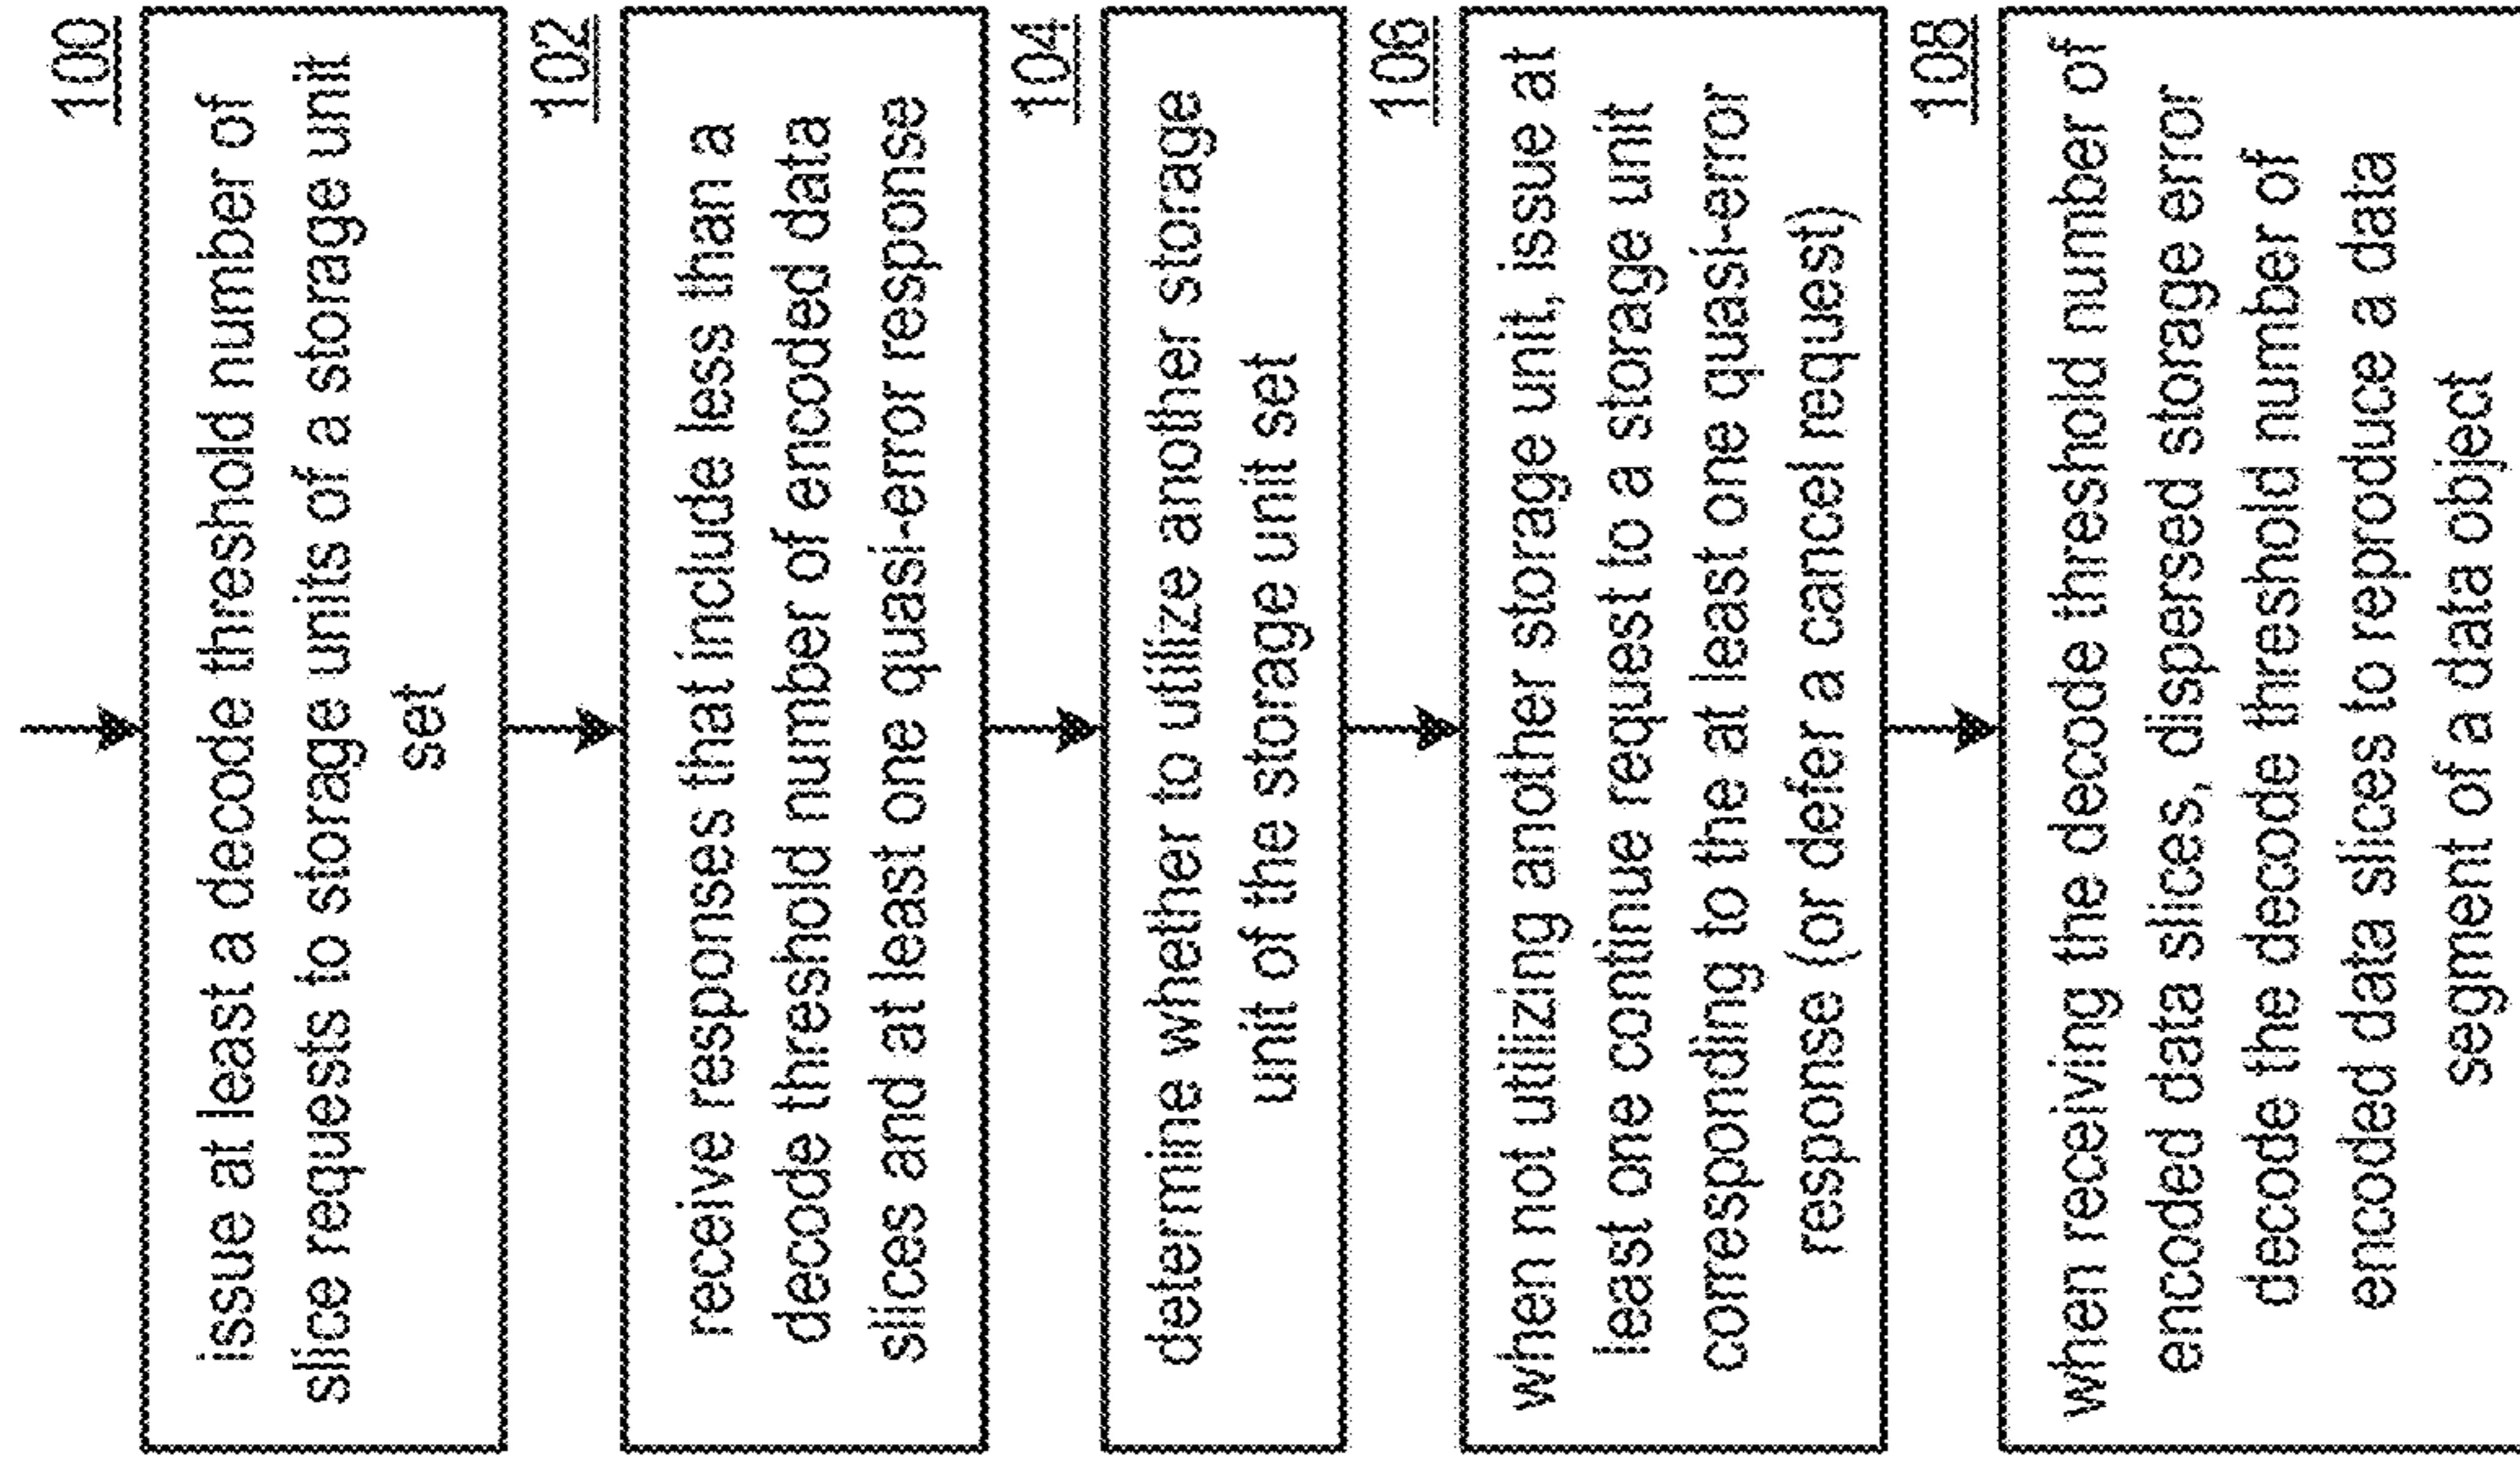 100
issue at least a decode threshold number of
slice requests to storage units of a storage unit
set
102
receive responses that include less than a
decode threshold number of encoded data
slices and at least one quasi-error response
104
determine whether to utilize another storage
unit of the storage unit set
106
when not utilizing another storage unit, issue at
least one continue request to a storage unit
corresponding to the at least one quasi-error
response (or defer a cancel request)
108
when receiving the decode threshold number of
encoded data slices, dispersed storage error
decode the decode threshold number of
encoded data slices to reproduce a data
segment of a data object